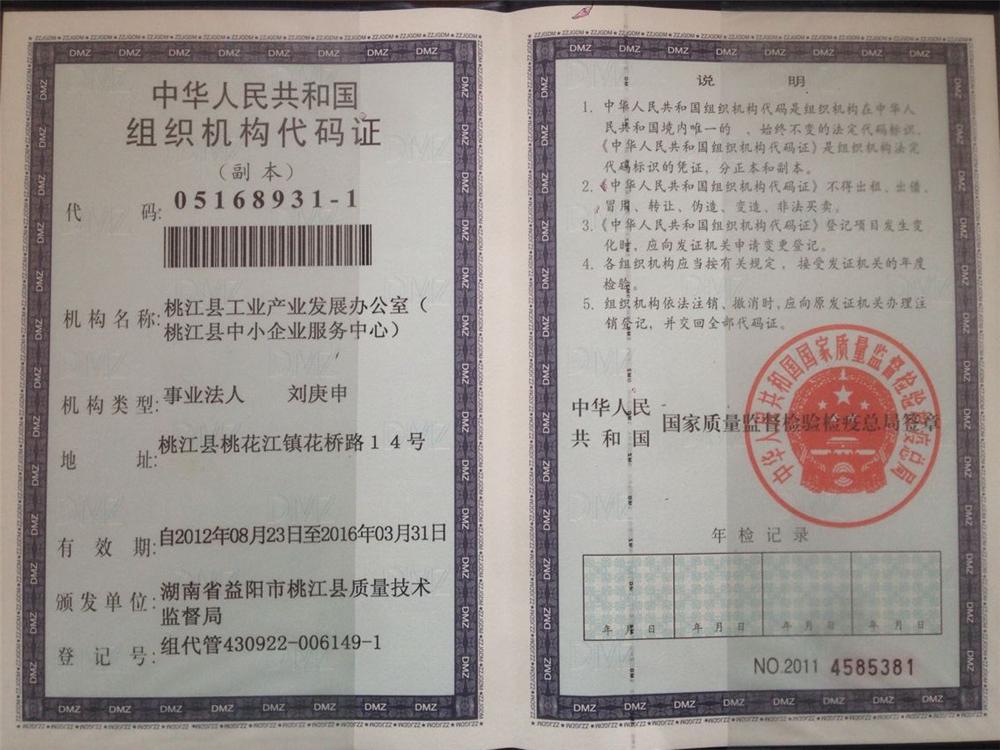 中华人民共和国
组织机构代码证
（副本）
代 码: 05168931-1
机构名称: 桃江县工业产业发展办公室（
桃江县中小企业服务中心）
机构类型: 事业法人 刘庚申
地 址: 桃江县桃花江镇花桥路14号
有 效 期: 自2012年08月23日至2016年03月31日
颁发单位: 湖南省益阳市桃江县质量技术
监督局
登 记 号: 组代管430922-006149-1
说 明
1. 中华人民共和国组织机构代码是组织机构在中华人
民共和国境内唯一的 、始终不变的法定代码标识,
《中华人民共和国组织机构代码证》是组织机构法定
代码标识的凭证，分正本和副本。
2. 《中华人民共和国组织机构代码证》不得出租、出借、
冒用、转让、伪造、变造、非法买卖。
3. 《中华人民共和国组织机构代码证》登记项目发生变
化时，应向发证机关申请变更登记。
4. 各组织机构应当按有关规定 ，接受发证机关的年度
检验。
5. 组织机构依法注销、撤消时,应向原发证机关办理注
销登记，并交回全部代码证。
中华人民
共和国 国家质量监督检验检疫总局签章
中华人民共和国国家质量监督检验检疫总局
年检记录
年 月 日 年 月 日 年 月 日 年 月 日
NO.2011 4585381